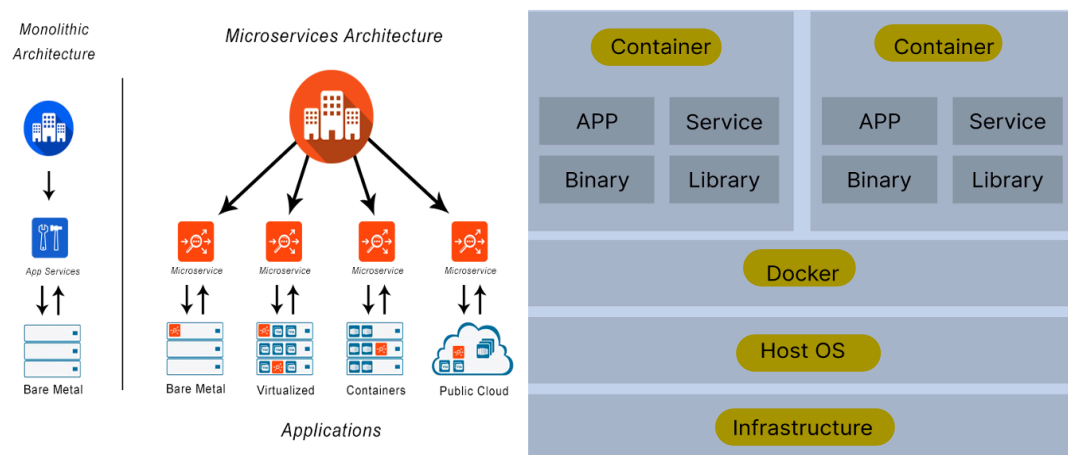 Monolithic
Architecture
App Services
Bare Metal
Microservices Architecture
Microservice Microservice Microservice Microservice
Bare Metal Virtualized Containers Public Cloud
Applications
Container
APP Service
Binary Library
Container
APP Service
Binary Library
Docker
Host OS
Infrastructure